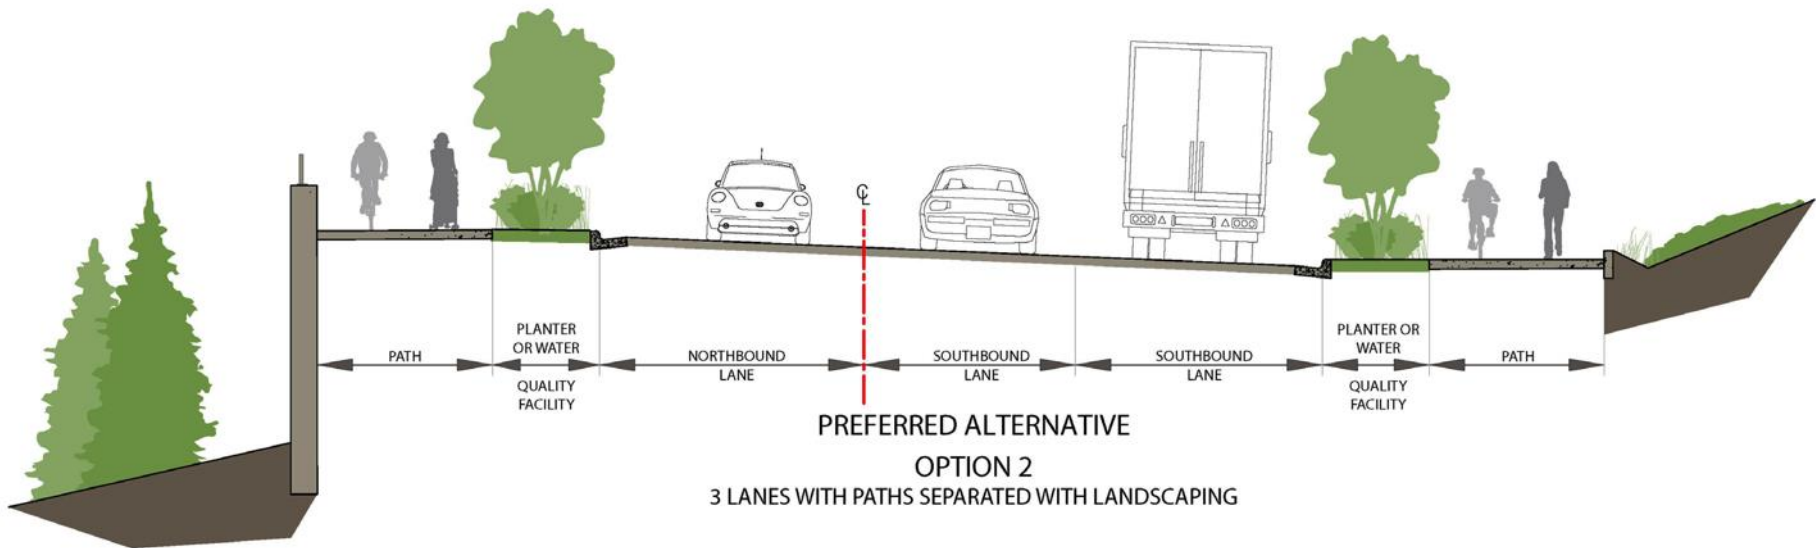 ℄
PATH
PLANTER
OR WATER
QUALITY
FACILITY
NORTHBOUND
LANE
SOUTHBOUND
LANE
SOUTHBOUND
LANE
PLANTER OR
WATER
QUALITY
FACILITY
PATH
PREFERRED ALTERNATIVE
OPTION 2
3 LANES WITH PATHS SEPARATED WITH LANDSCAPING